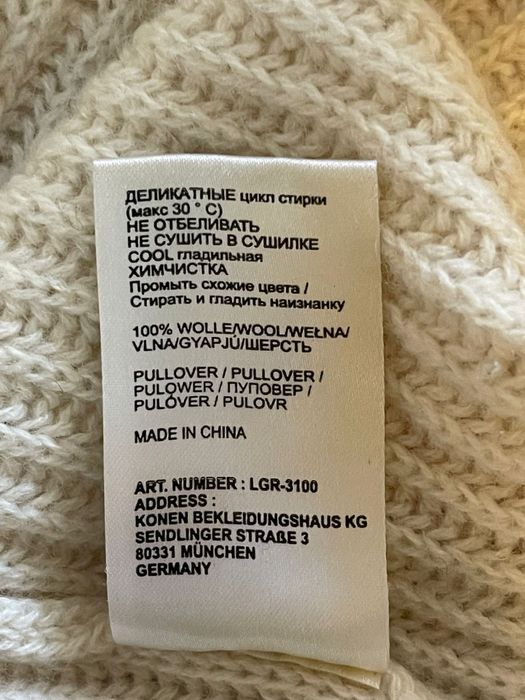 ДЕЛИКАТНЫЕ цикл стирки
(макс 30 ° C)
НЕ ОТБЕЛИВАТЬ
НЕ СУШИТЬ В СУШИЛКЕ
COOL гладильная
ХИМЧИСТКА
Промыть схожие цвета /
Стирать и гладить наизнанку
100% WOLLE/WOOL/WEŁNA/
VLNA/GYAPJÚ/ШЕРСТЬ
PULLOVER / PULLOVER /
PULOWER / ПУПОВЕР /
PULÓVER / PULOVR
MADE IN CHINA
ART. NUMBER : LGR-3100
ADDRESS :
KONEN BEKLEIDUNGSHAUS KG
SENDLINGER STRAßE 3
80331 MÜNCHEN
GERMANY